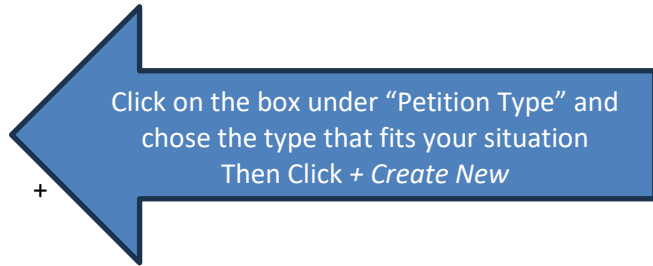 Click on the box under “Petition Type” and
chose the type that fits your situation
Then Click + Create New
+